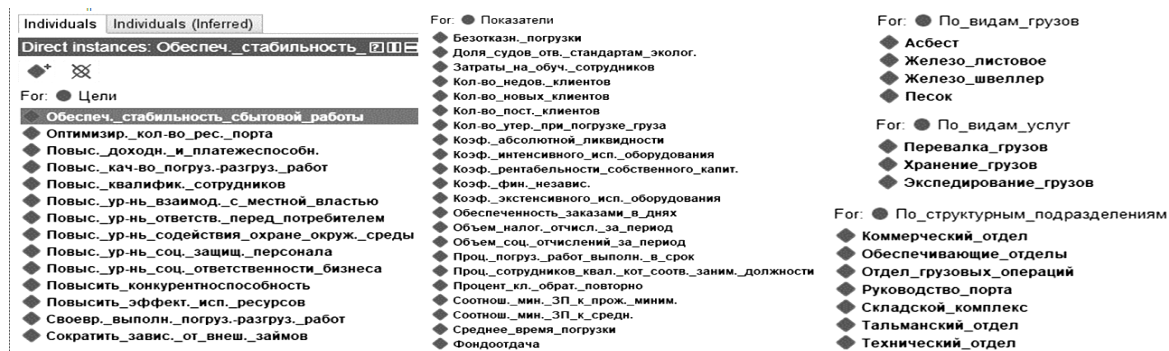 Individuals Individuals (Inferred)
Direct instances: Обеспеч._стабильность_
For: Цели
Обеспеч._стабильность_сбытовой_работы
Оптимизир._кол-во_рес._порта
Повыс._доходн._и_платежеспособн.
Повыс._кач-во_погруз.-разгруз._работ
Повыс._квалифик._сотрудников
Повыс._ур-нь_взаимод._с_местной_властью
Повыс._ур-нь_ответств._перед_потребителем
Повыс._ур-нь_содействия_охране_окруж._среды
Повыс._ур-нь_соц._защищ._персонала
Повыс._ур-нь_соц._ответственности_бизнеса
Повысить_конкурентноспособность
Повысить_эффект._исп._ресурсов
Своевр._выполн._погруз.-разгруз._работ
Сократить_завис._от_внеш._займов
For: Показатели
Безотказн._погрузки
Доля_судов_отв._стандартам_эколог.
Затраты_на_обуч._сотрудников
Кол-во_недов._клиентов
Кол-во_новых_клиентов
Кол-во_пост._клиентов
Кол-во_утер._при_погрузке_груза
Коэф._абсолютной_ликвидности
Коэф._интенсивного_исп._оборудования
Коэф._рентабельности_собственного_капит.
Коэф._фин._независ.
Коэф._экстенсивного_исп._оборудования
Обеспеченность_заказами_в_днях
Объем_налог._отчисл._за_период
Объем_соц._отчислений_за_период
Проц._погруз._работ_выполн._в_срок
Проц._сотрудников_квал._кот_соотв._заним._должности
Процент_кл._обрат._повторно
Соотнош._мин._ЗП_к_прож._миним.
Соотнош._мин._ЗП_к_средн.
Среднее_время_погрузки
Фондоотдача
For: По_видам_грузов
Асбест
Железо_листовое
Железо_швеллер
Песок
For: По_видам_услуг
Перевалка_грузов
Хранение_грузов
Экспедирование_грузов
For: По_структурным_подразделениям
Коммерческий_отдел
Обеспечивающие_отделы
Отдел_грузовых_операций
Руководство_порта
Складской_комплекс
Тальманский_отдел
Технический_отдел